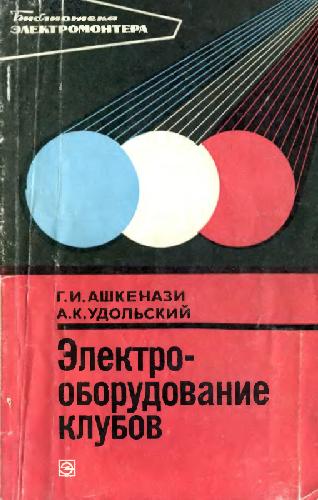 Библиотека
ЭЛЕКТРОМОНТЕРА
Г.И.АШКЕНАЗИ
А.К.УДОЛЬСКИЙ
Электро-
оборудование
клубов
Э